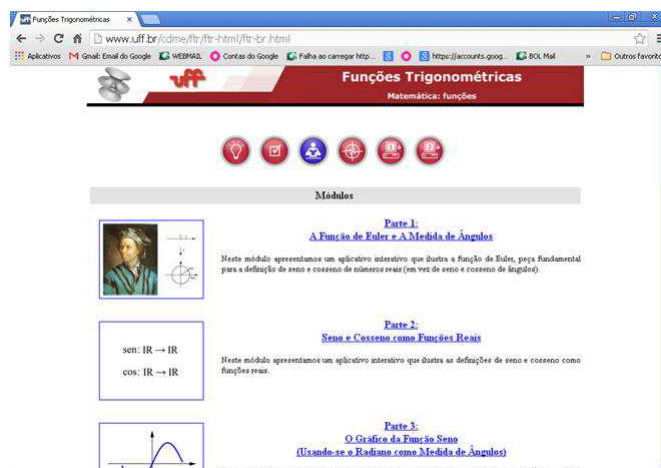 Funções Trigonométricas
www.uff.br/cdme/ftr/ftr-html/ftr-br.html
Aplicativos Gmail: Email do Google WEBMAIL Contas do Google Falha ao carregar http... https://accounts.goog... BOL Mail » Outros favorito
uff
Funções Trigonométricas
Matemática: funções
Módulos
Parte 1:
A Função de Euler e A Medida de Ângulos
Neste módulo apresentamos um aplicativo interativo que ilustra a função de Euler, peça fundamental
para a definição de seno e cosseno de números reais (em vez de seno e cosseno de ângulos).
Parte 2:
Seno e Cosseno como Funções Reais
sen: IR → IR
cos: IR → IR
Neste módulo apresentamos um aplicativo interativo que ilustra as definições de seno e cosseno como
funções reais.
Parte 3:
O Gráfico da Função Seno
(Usando-se o Radiano como Medida de Ângulos)